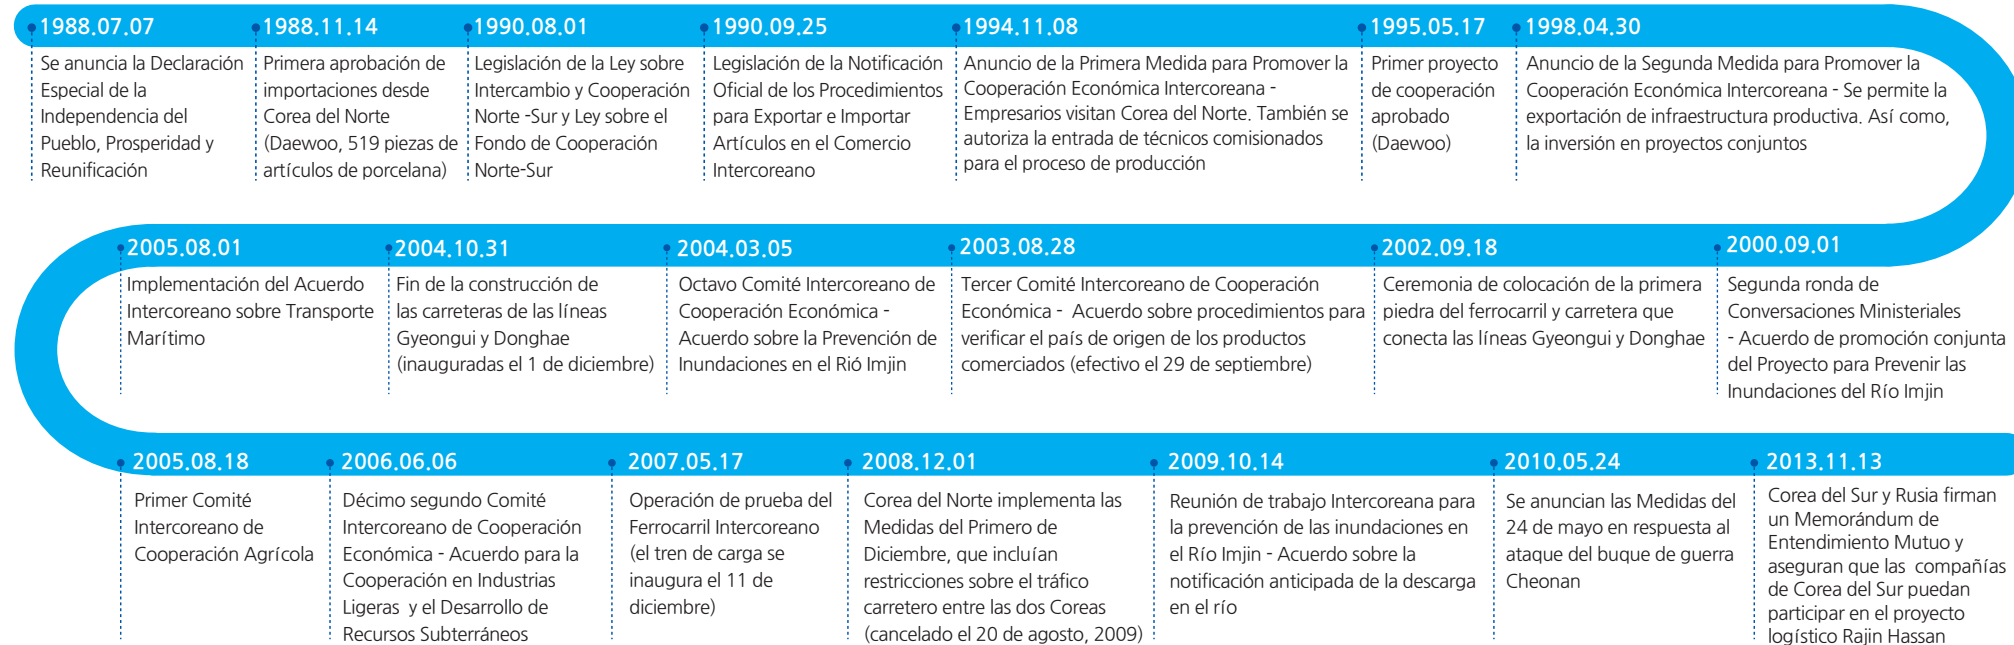 1988.07.07
Se anuncia la Declaración
Especial de la
Independencia del
Pueblo, Prosperidad y
Reunificación
1988.11.14
Primera aprobación de
importaciones desde
Corea del Norte
(Daewoo, 519 piezas de
artículos de porcelana)
1990.08.01
Legislación de la Ley sobre
Intercambio y Cooperación
Norte -Sur y Ley sobre el
Fondo de Cooperación
Norte-Sur
1990.09.25
Legislación de la Notificación
Oficial de los Procedimientos
para Exportar e Importar
Artículos en el Comercio
Intercoreano
1994.11.08
Anuncio de la Primera Medida para Promover la
Cooperación Económica Intercoreana -
Empresarios visitan Corea del Norte. También se
autoriza la entrada de técnicos comisionados
para el proceso de producción
1995.05.17
Primer proyecto
de cooperación
aprobado
(Daewoo)
1998.04.30
Anuncio de la Segunda Medida para Promover la
Cooperación Económica Intercoreana - Se permite la
exportación de infraestructura productiva. Así como,
la inversión en proyectos conjuntos
2005.08.01
Implementación del Acuerdo
Intercoreano sobre Transporte
Marítimo
2004.10.31
Fin de la construcción de
las carreteras de las líneas
Gyeongui y Donghae
(inauguradas el 1 de diciembre)
2004.03.05
Octavo Comité Intercoreano de
Cooperación Económica -
Acuerdo sobre la Prevención de
Inundaciones en el Rió Imjin
2003.08.28
Tercer Comité Intercoreano de Cooperación
Económica - Acuerdo sobre procedimientos para
verificar el país de origen de los productos
comerciados (efectivo el 29 de septiembre)
2002.09.18
Ceremonia de colocación de la primera
piedra del ferrocarril y carretera que
conecta las líneas Gyeongui y Donghae
2000.09.01
Segunda ronda de
Conversaciones Ministeriales
- Acuerdo de promoción conjunta
del Proyecto para Prevenir las
Inundaciones del Río Imjin
2005.08.18
Primer Comité
Intercoreano de
Cooperación Agrícola
2006.06.06
Décimo segundo Comité
Intercoreano de Cooperación
Económica - Acuerdo para la
Cooperación en Industrias
Ligeras y el Desarrollo de
Recursos Subterráneos
2007.05.17
Operación de prueba del
Ferrocarril Intercoreano
(el tren de carga se
inaugura el 11 de
diciembre)
2008.12.01
Corea del Norte implementa las
Medidas del Primero de
Diciembre, que incluían
restricciones sobre el tráfico
carretero entre las dos Coreas
(cancelado el 20 de agosto, 2009)
2009.10.14
Reunión de trabajo Intercoreana para
la prevención de las inundaciones en
el Río Imjin - Acuerdo sobre la
notificación anticipada de la descarga
en el río
2010.05.24
Se anuncian las Medidas del
24 de mayo en respuesta al
ataque del buque de guerra
Cheonan
2013.11.13
Corea del Sur y Rusia firman
un Memorándum de
Entendimiento Mutuo y
aseguran que las compañías
de Corea del Sur puedan
participar en el proyecto
logístico Rajin Hassan